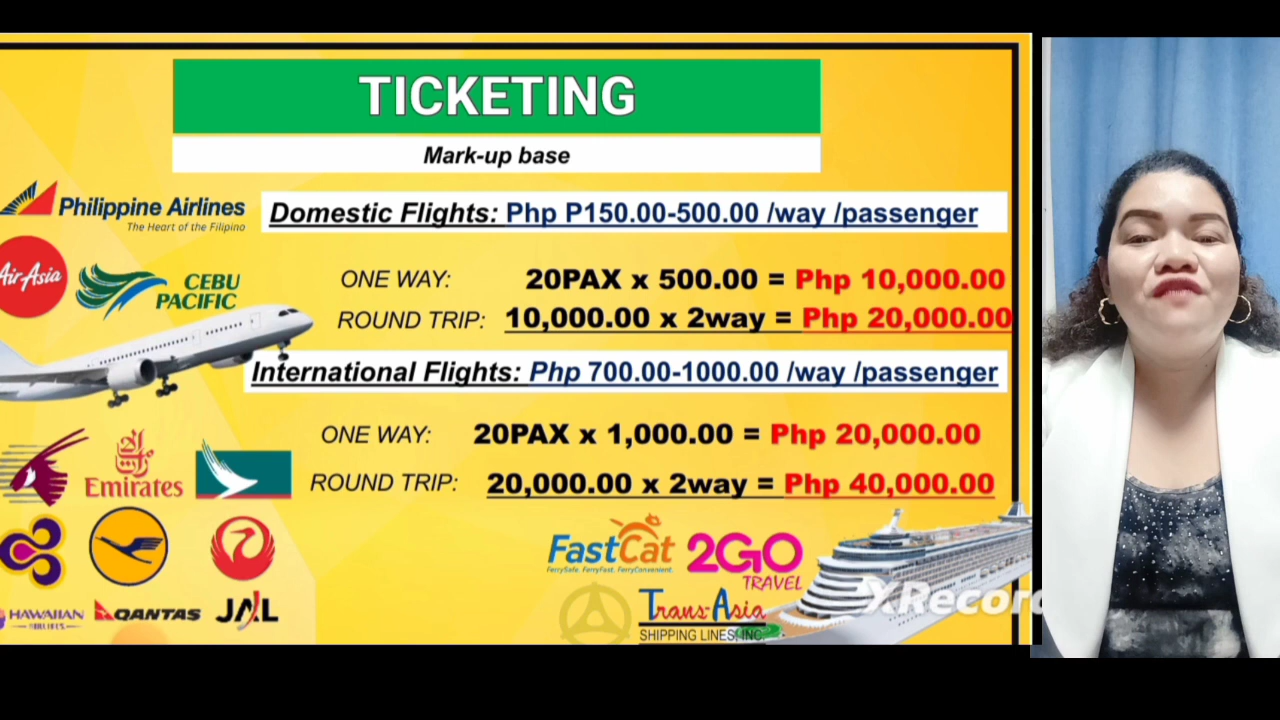 TICKETING
Mark-up base
Philippine Airlines
The Heart of the Filipino
Domestic Flights: Php P150.00-500.00 /way /passenger
AirAsia
CEBU
PACIFIC
ONE WAY: 20PAX x 500.00 = Php 10,000.00
ROUND TRIP: 10,000.00 x 2way = Php 20,000.00
International Flights: Php 700.00-1000.00 /way /passenger
ONE WAY: 20PAX x 1,000.00 = Php 20,000.00
Emirates
ROUND TRIP: 20,000.00 x 2way = Php 40,000.00
FastCat
FerrySafe. FerryFast. FerryConvenient.
2GO
TRAVEL
HAWAIIAN
AIRLINES
QANTAS
JAL
Trans-Asia
SHIPPING LINES, INC.
XRecord